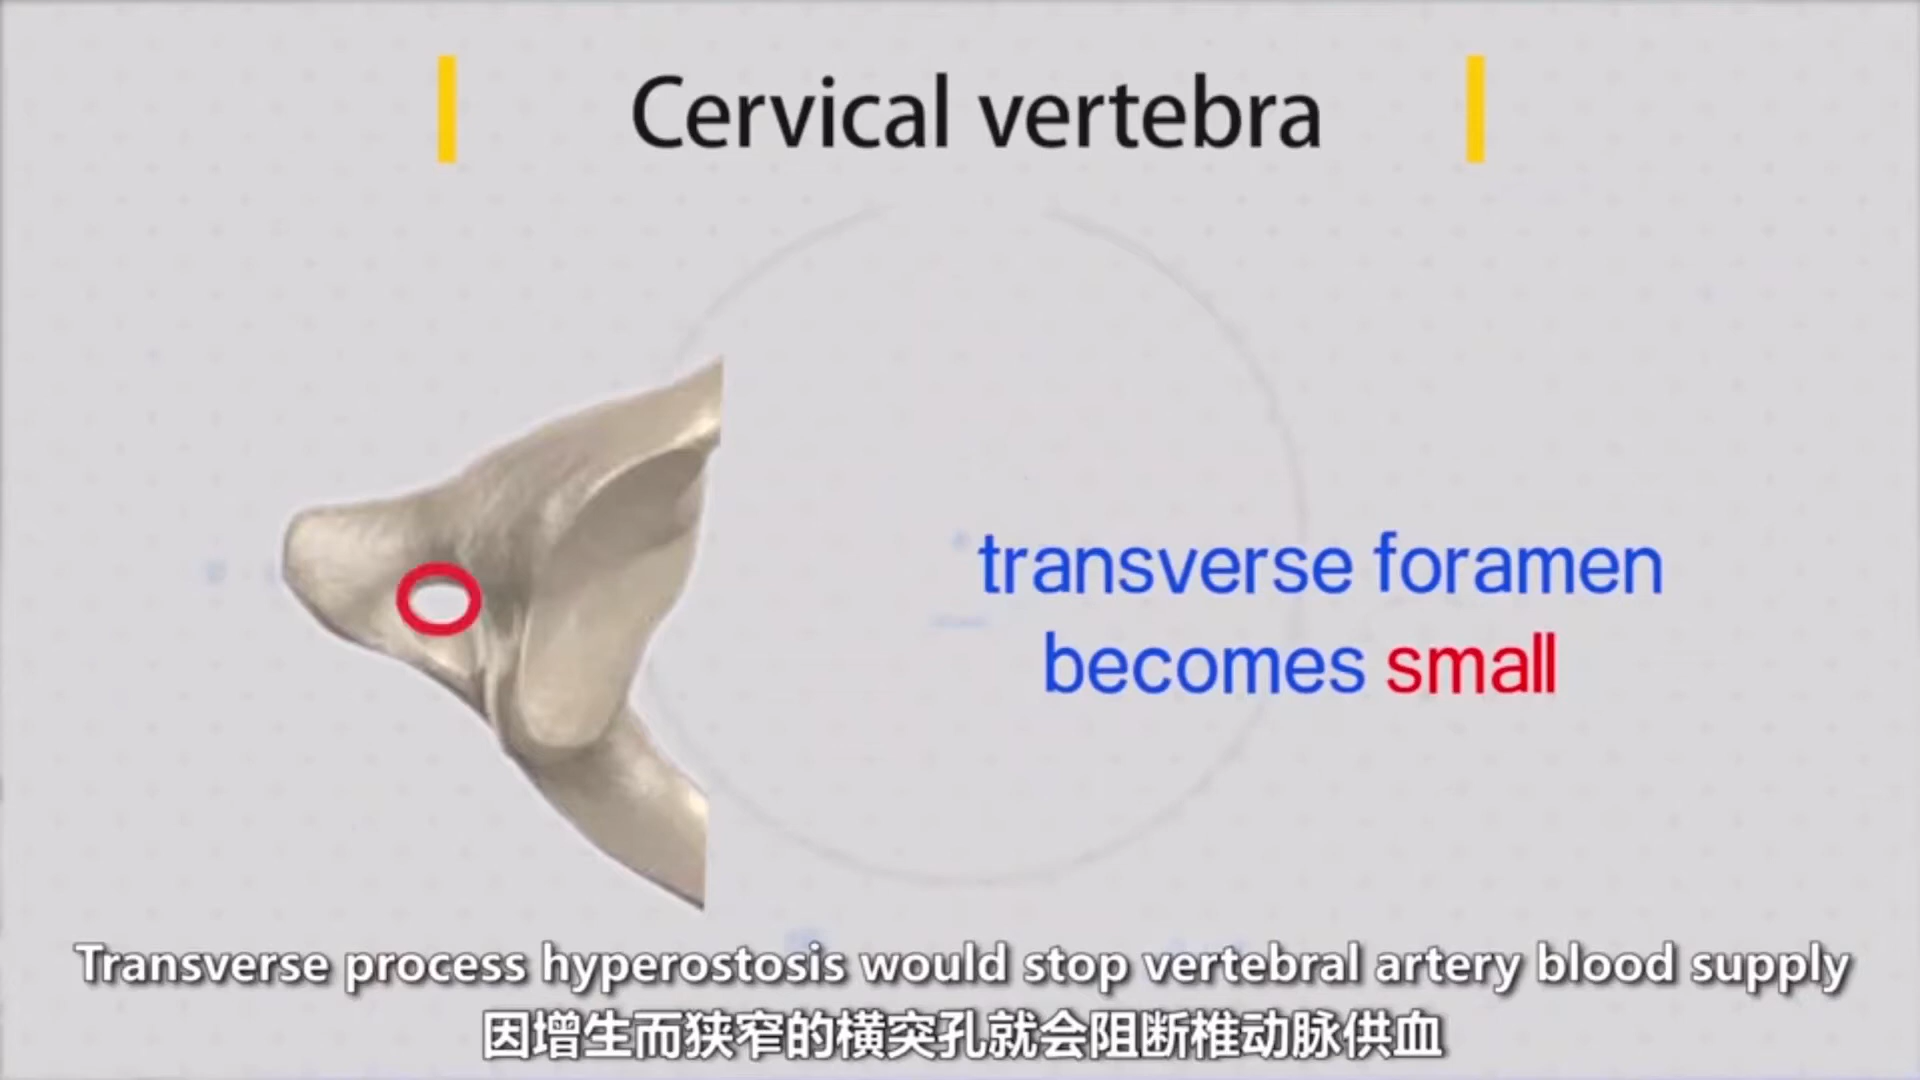 Cervical vertebra
transverse foramen
becomes small
Transverse process hyperostosis would stop vertebral artery blood supply
因增生而狭窄的横突孔就会阻断椎动脉供血